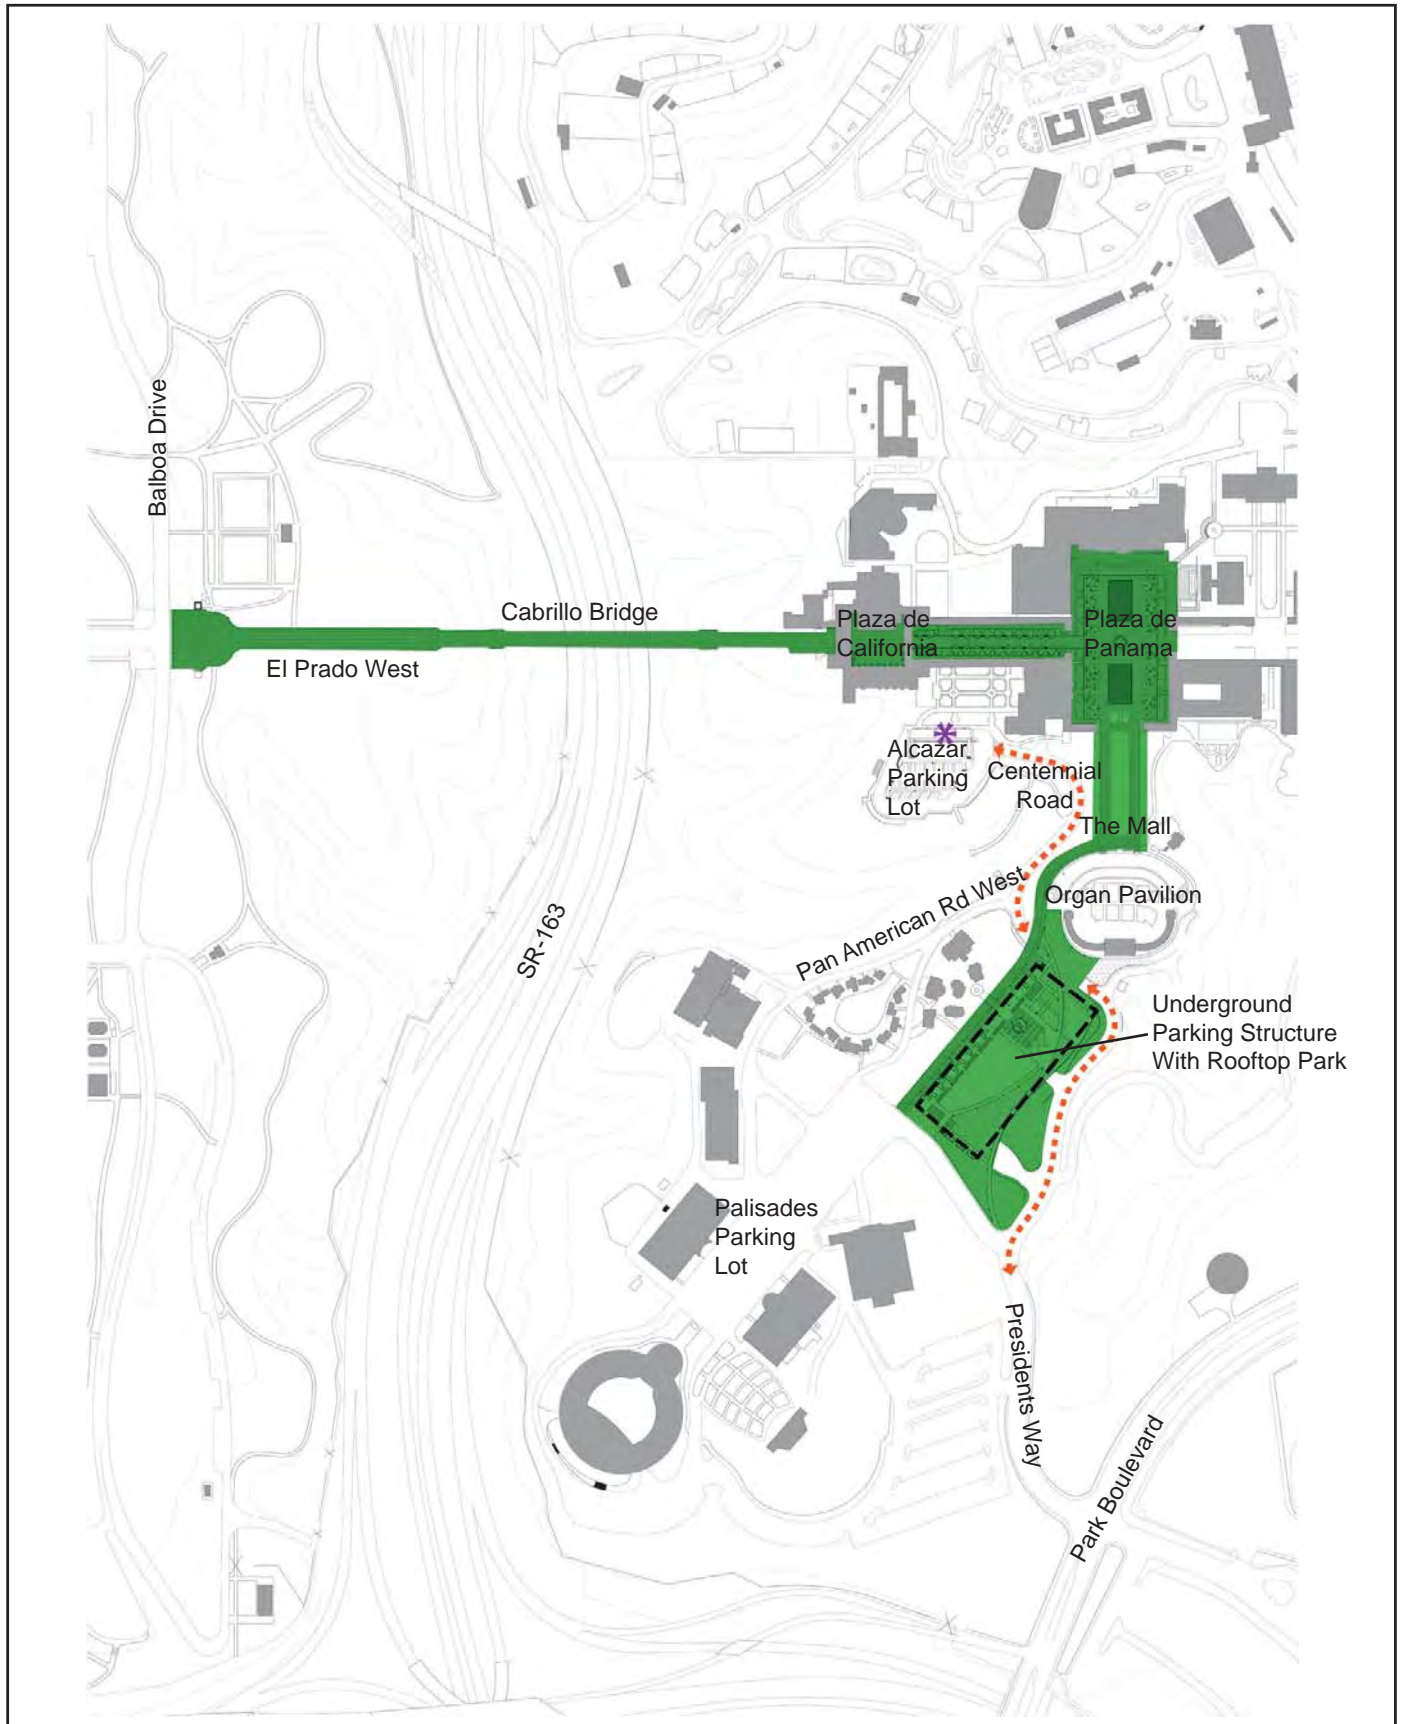 Balboa Drive
Cabrillo Bridge
El Prado West
Plaza de
California
Plaza de
Panama
Alcazar
Parking
Lot
Centennial
Road
The Mall
Organ Pavilion
Pan American Rd West
SR-163
Underground
Parking Structure
With Rooftop Park
Palisades
Parking
Lot
Presidents Way
Park Boulevard